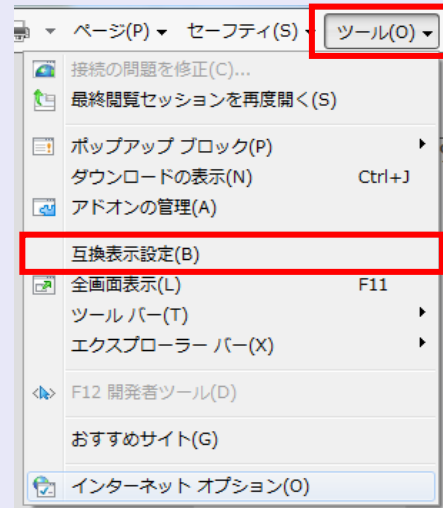 ページ(P) セーフティ(S) ツール(O)
接続の問題を修正(C)...
最終閲覧セッションを再度開く(S)
ポップアップ ブロック(P)
ダウンロードの表示(N) Ctrl+J
アドオンの管理(A)
互換表示設定(B)
全画面表示(L) F11
ツール バー(T)
エクスプローラー バー(X)
F12 開発者ツール(D)
おすすめサイト(G)
インターネット オプション(O)